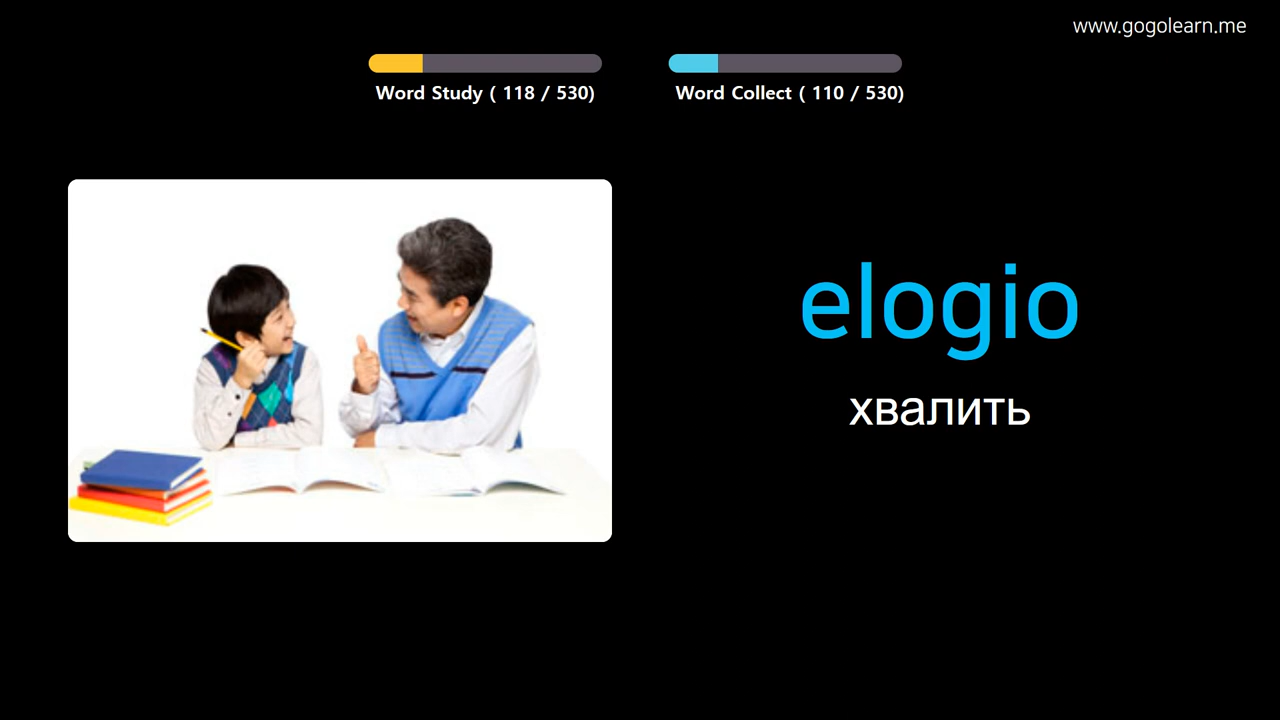 www.gogolearn.me
Word Study ( 118 / 530)
Word Collect ( 110 / 530)
elogio
хвалить